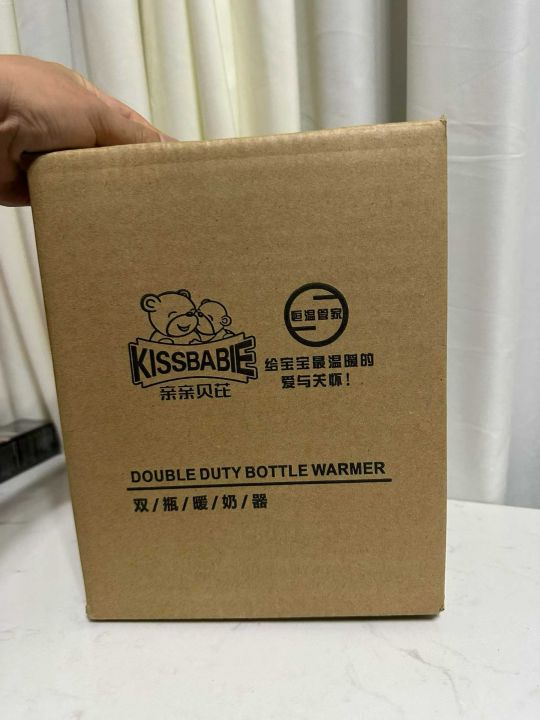 KISSBABIE
亲亲贝芘
恒温管家
给宝宝最温暖的
爱与关怀！
DOUBLE DUTY BOTTLE WARMER
双/瓶/暖/奶/器